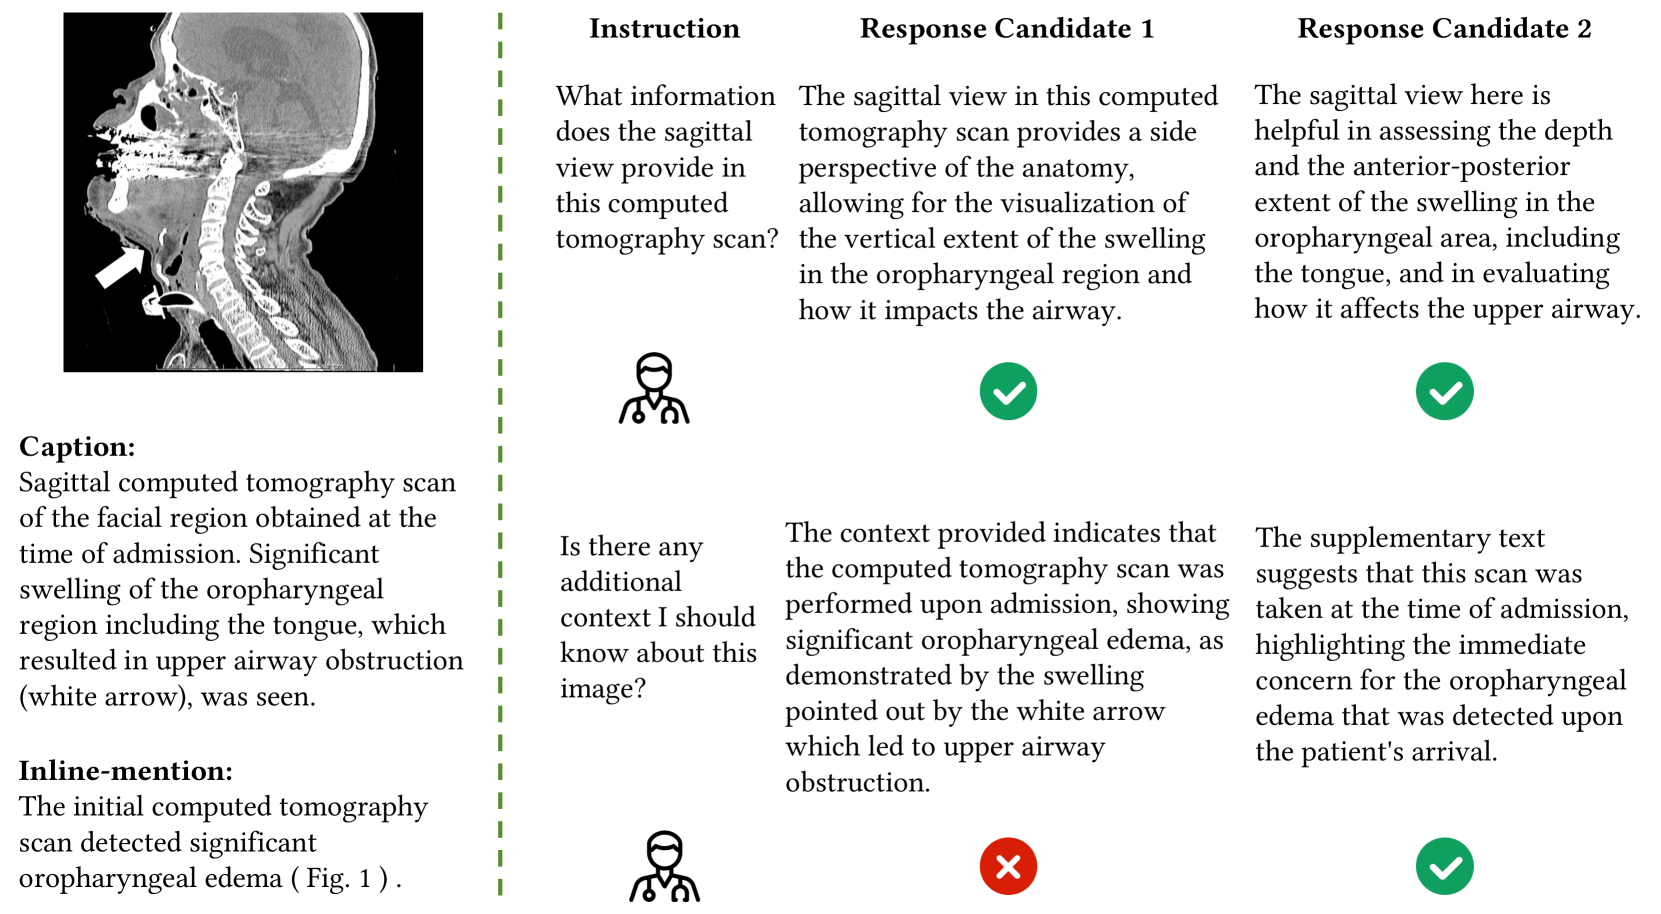 Caption:
Sagittal computed tomography scan
of the facial region obtained at the
time of admission. Significant
swelling of the oropharyngeal
region including the tongue, which
resulted in upper airway obstruction
(white arrow), was seen.
Inline-mention:
The initial computed tomography
scan detected significant
oropharyngeal edema ( Fig. 1 ) .
Instruction
What information
does the sagittal
view provide in
this computed
tomography scan?
Response Candidate 1
The sagittal view in this computed
tomography scan provides a side
perspective of the anatomy,
allowing for the visualization of
the vertical extent of the swelling
in the oropharyngeal region and
how it impacts the airway.
Response Candidate 2
The sagittal view here is
helpful in assessing the depth
and the anterior-posterior
extent of the swelling in the
oropharyngeal area, including
the tongue, and in evaluating
how it affects the upper airway.
Is there any
additional
context I should
know about this
image?
The context provided indicates that
the computed tomography scan was
performed upon admission, showing
significant oropharyngeal edema, as
demonstrated by the swelling
pointed out by the white arrow
which led to upper airway
obstruction.
The supplementary text
suggests that this scan was
taken at the time of admission,
highlighting the immediate
concern for the oropharyngeal
edema that was detected upon
the patient's arrival.